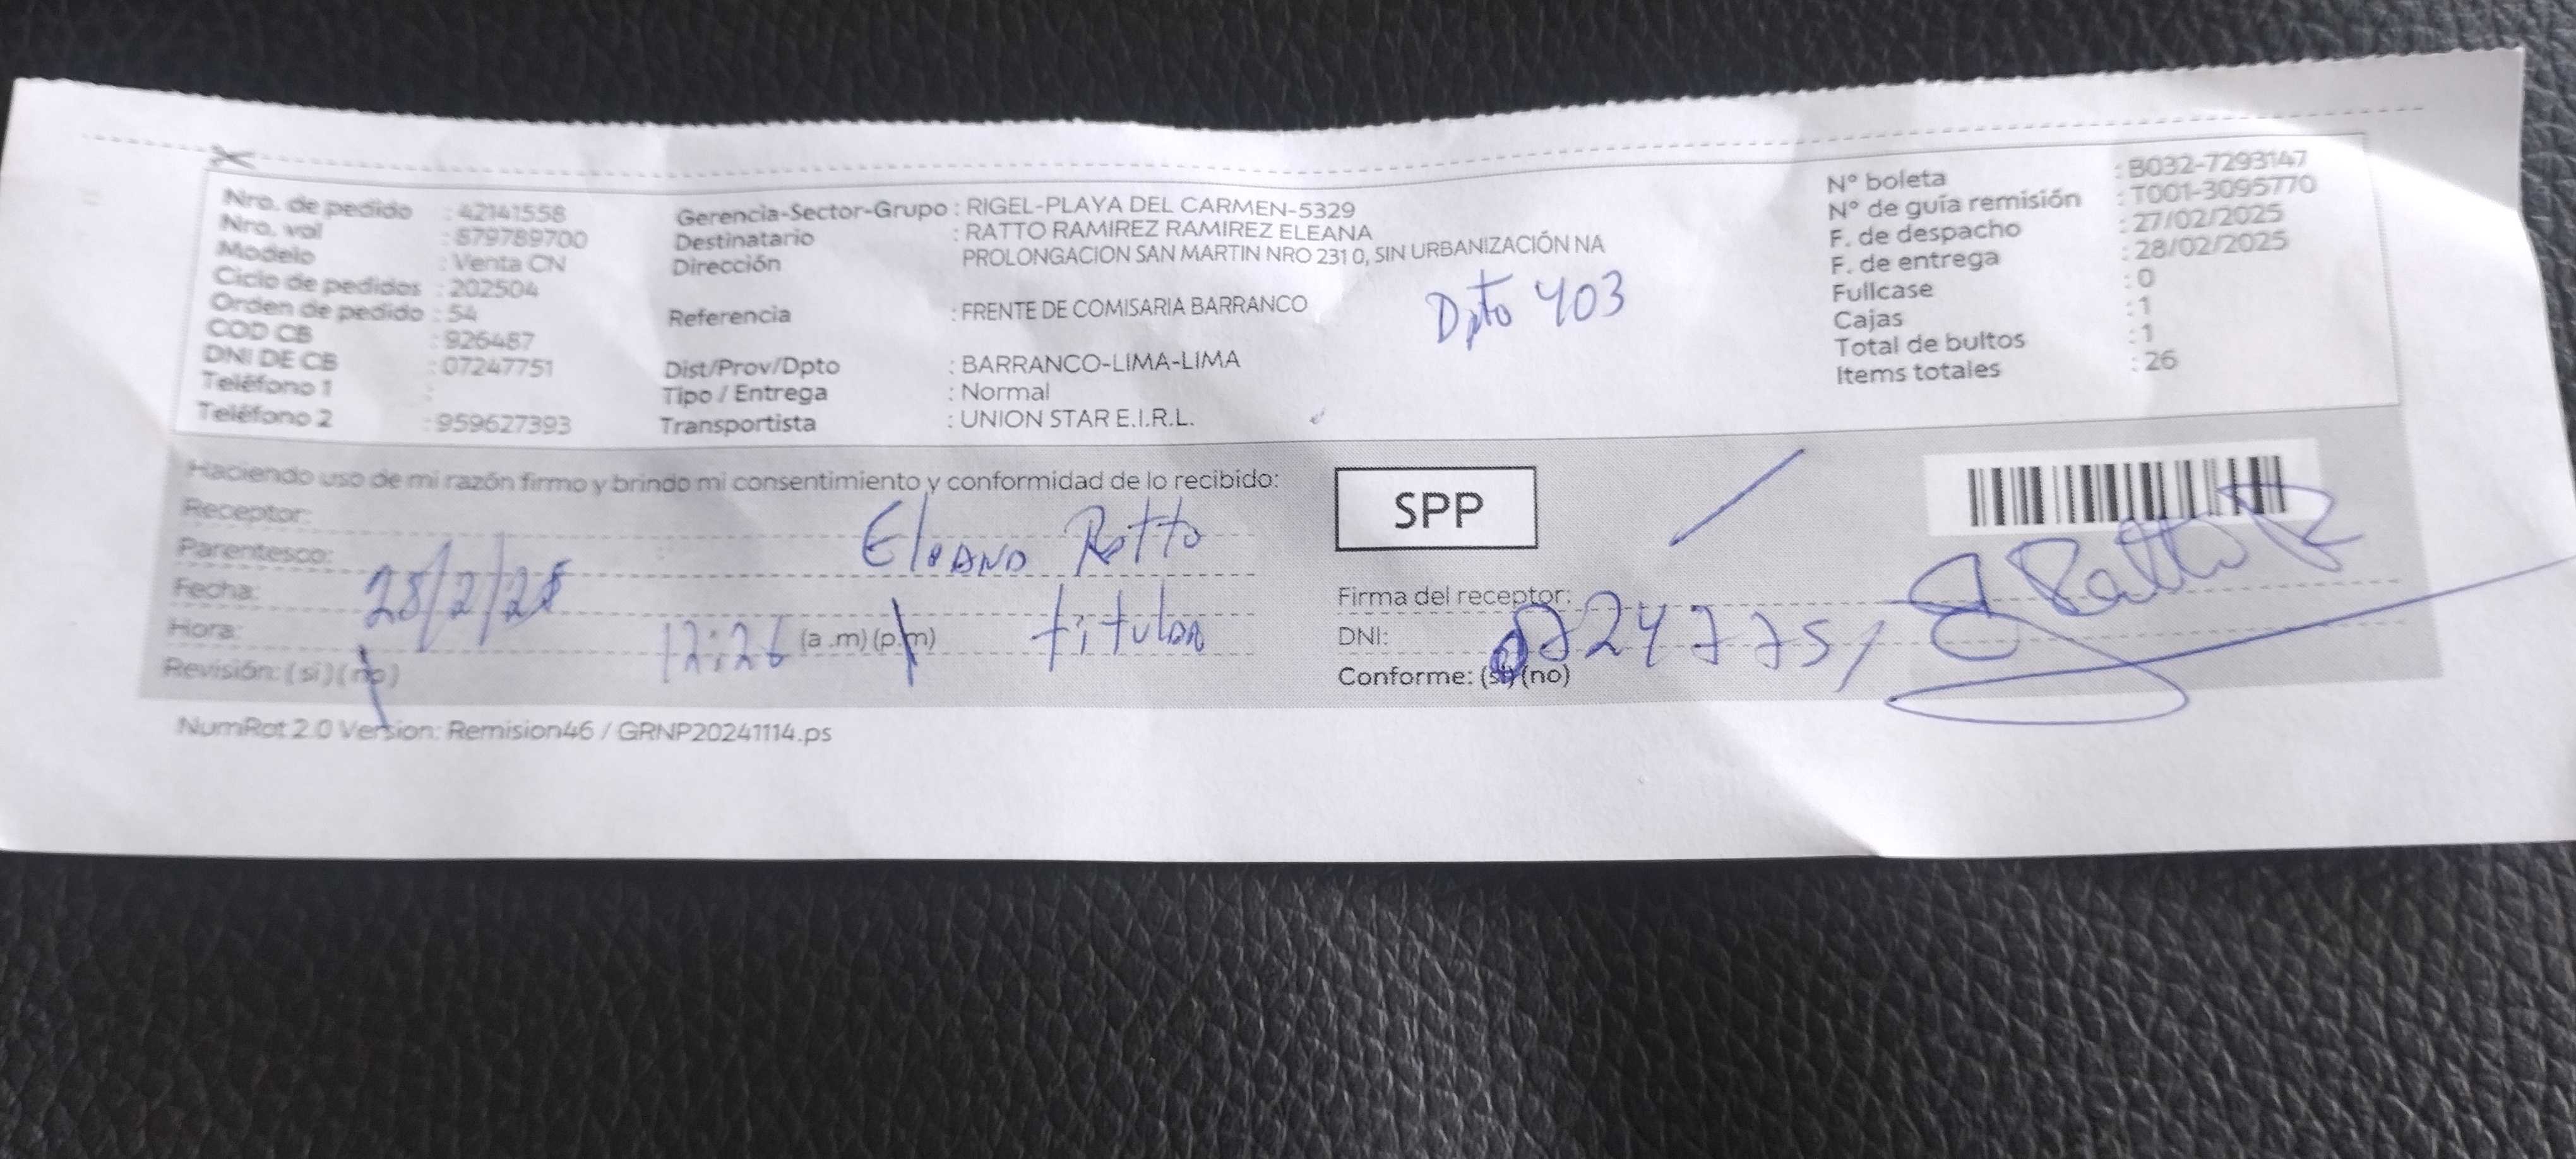 Nro. de pedido : 42141558
Nro. vol : 579789700
Modelo : Venta CN
Ciclo de pedidos : 202504
Orden de pedido : 54
COD CB : 926487
DNI DE CB : 07247751
Teléfono 1 :
Teléfono 2 : 959627393
Gerencia-Sector-Grupo : RIGEL-PLAYA DEL CARMEN-5329
Destinatario : RATTO RAMIREZ RAMIREZ ELEANA
Dirección PROLONGACION SAN MARTIN NRO 231 0, SIN URBANIZACIÓN NA
Dpto 403
Referencia : FRENTE DE COMISARIA BARRANCO
Dist/Prov/Dpto : BARRANCO-LIMA-LIMA
Tipo / Entrega : Normal
Transportista : UNION STAR E.I.R.L.
N° boleta : B032-7293147
N° de guía remisión : T001-3095770
F. de despacho : 27/02/2025
F. de entrega : 28/02/2025
Fullcase : 0
Cajas : 1
Total de bultos : 1
Items totales : 26
Haciendo uso de mi razón firmo y brindo mi consentimiento y conformidad de lo recibido:
Receptor: Eleana Ratto
Parentesco: titular
Fecha: 28/2/25
Hora: 12:26 (a .m) (p.m)
Revisión: (si) (no)
SPP
Firma del receptor: E Ratto R
DNI: 07247751
Conforme: (si) (no)
NumRot 2.0 Version: Remision46 / GRNP20241114.ps